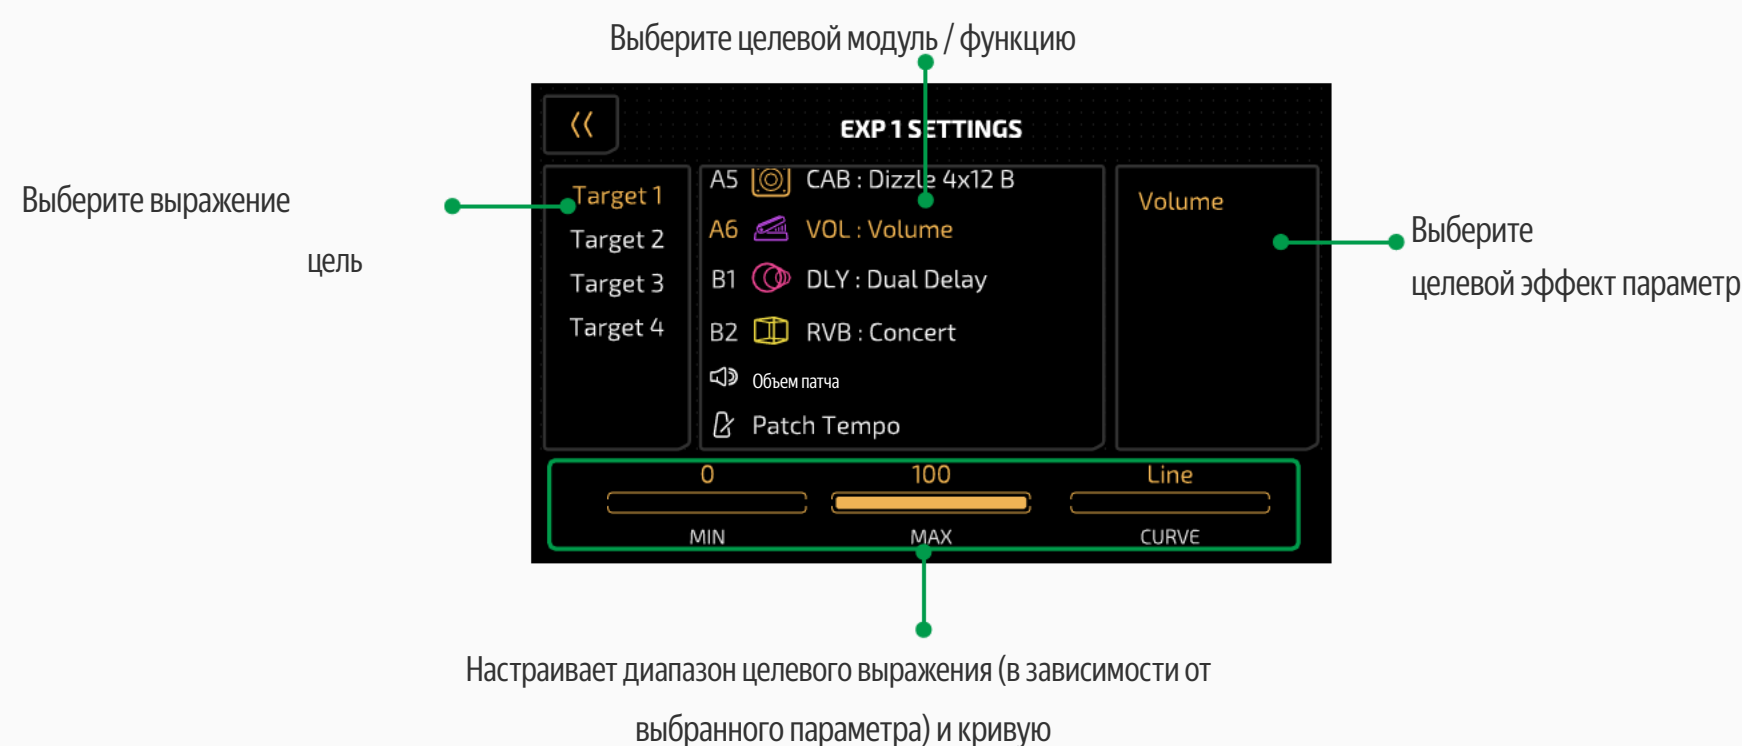 Выберите целевой модуль / функцию
EXP 1 SETTINGS
Выберите выражение
цель
Target 1
Target 2
Target 3
Target 4
A5 CAB : Dizzle 4x12 B
A6 VOL : Volume
B1 DLY : Dual Delay
B2 RVB : Concert
Объем патча
Patch Tempo
Volume
Выберите
целевой эффект параметр
0 100 Line
MIN MAX CURVE
Настраивает диапазон целевого выражения (в зависимости от
выбранного параметра) и кривую